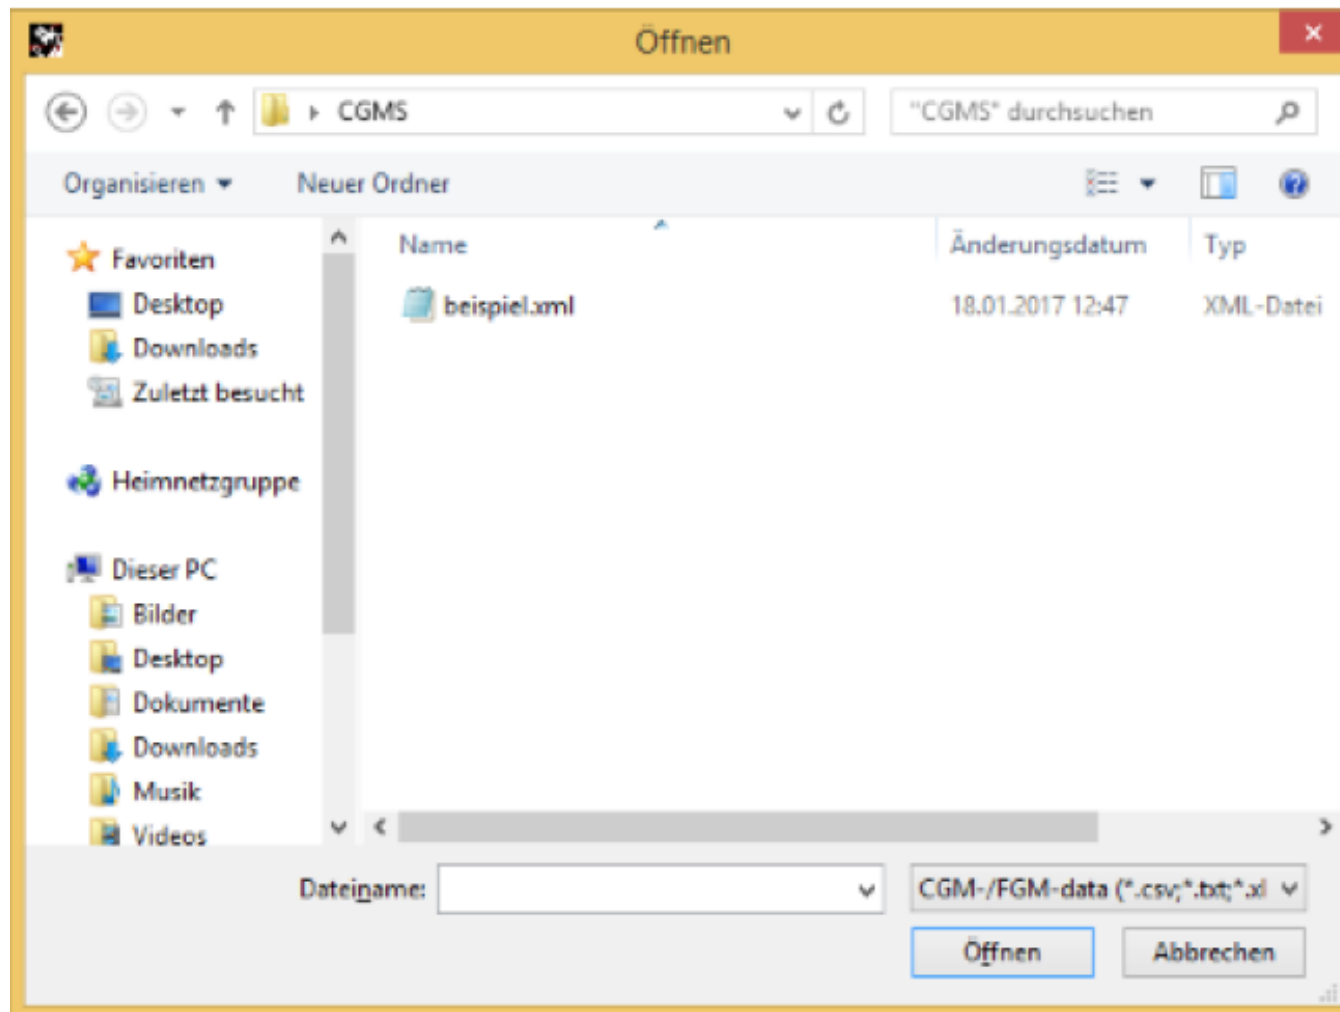 Öffnen
CGMS
"CGMS" durchsuchen
Organisieren
Neuer Ordner
Name
Änderungsdatum
Typ
beispiel.xml
18.01.2017 12:47
XML-Datei
Favoriten
Desktop
Downloads
Zuletzt besucht
Heimnetzgruppe
Dieser PC
Bilder
Desktop
Dokumente
Downloads
Musik
Videos
Dateiname:
CGM-/FGM-data (*.csv;*.txt;*.xl
Öffnen
Abbrechen